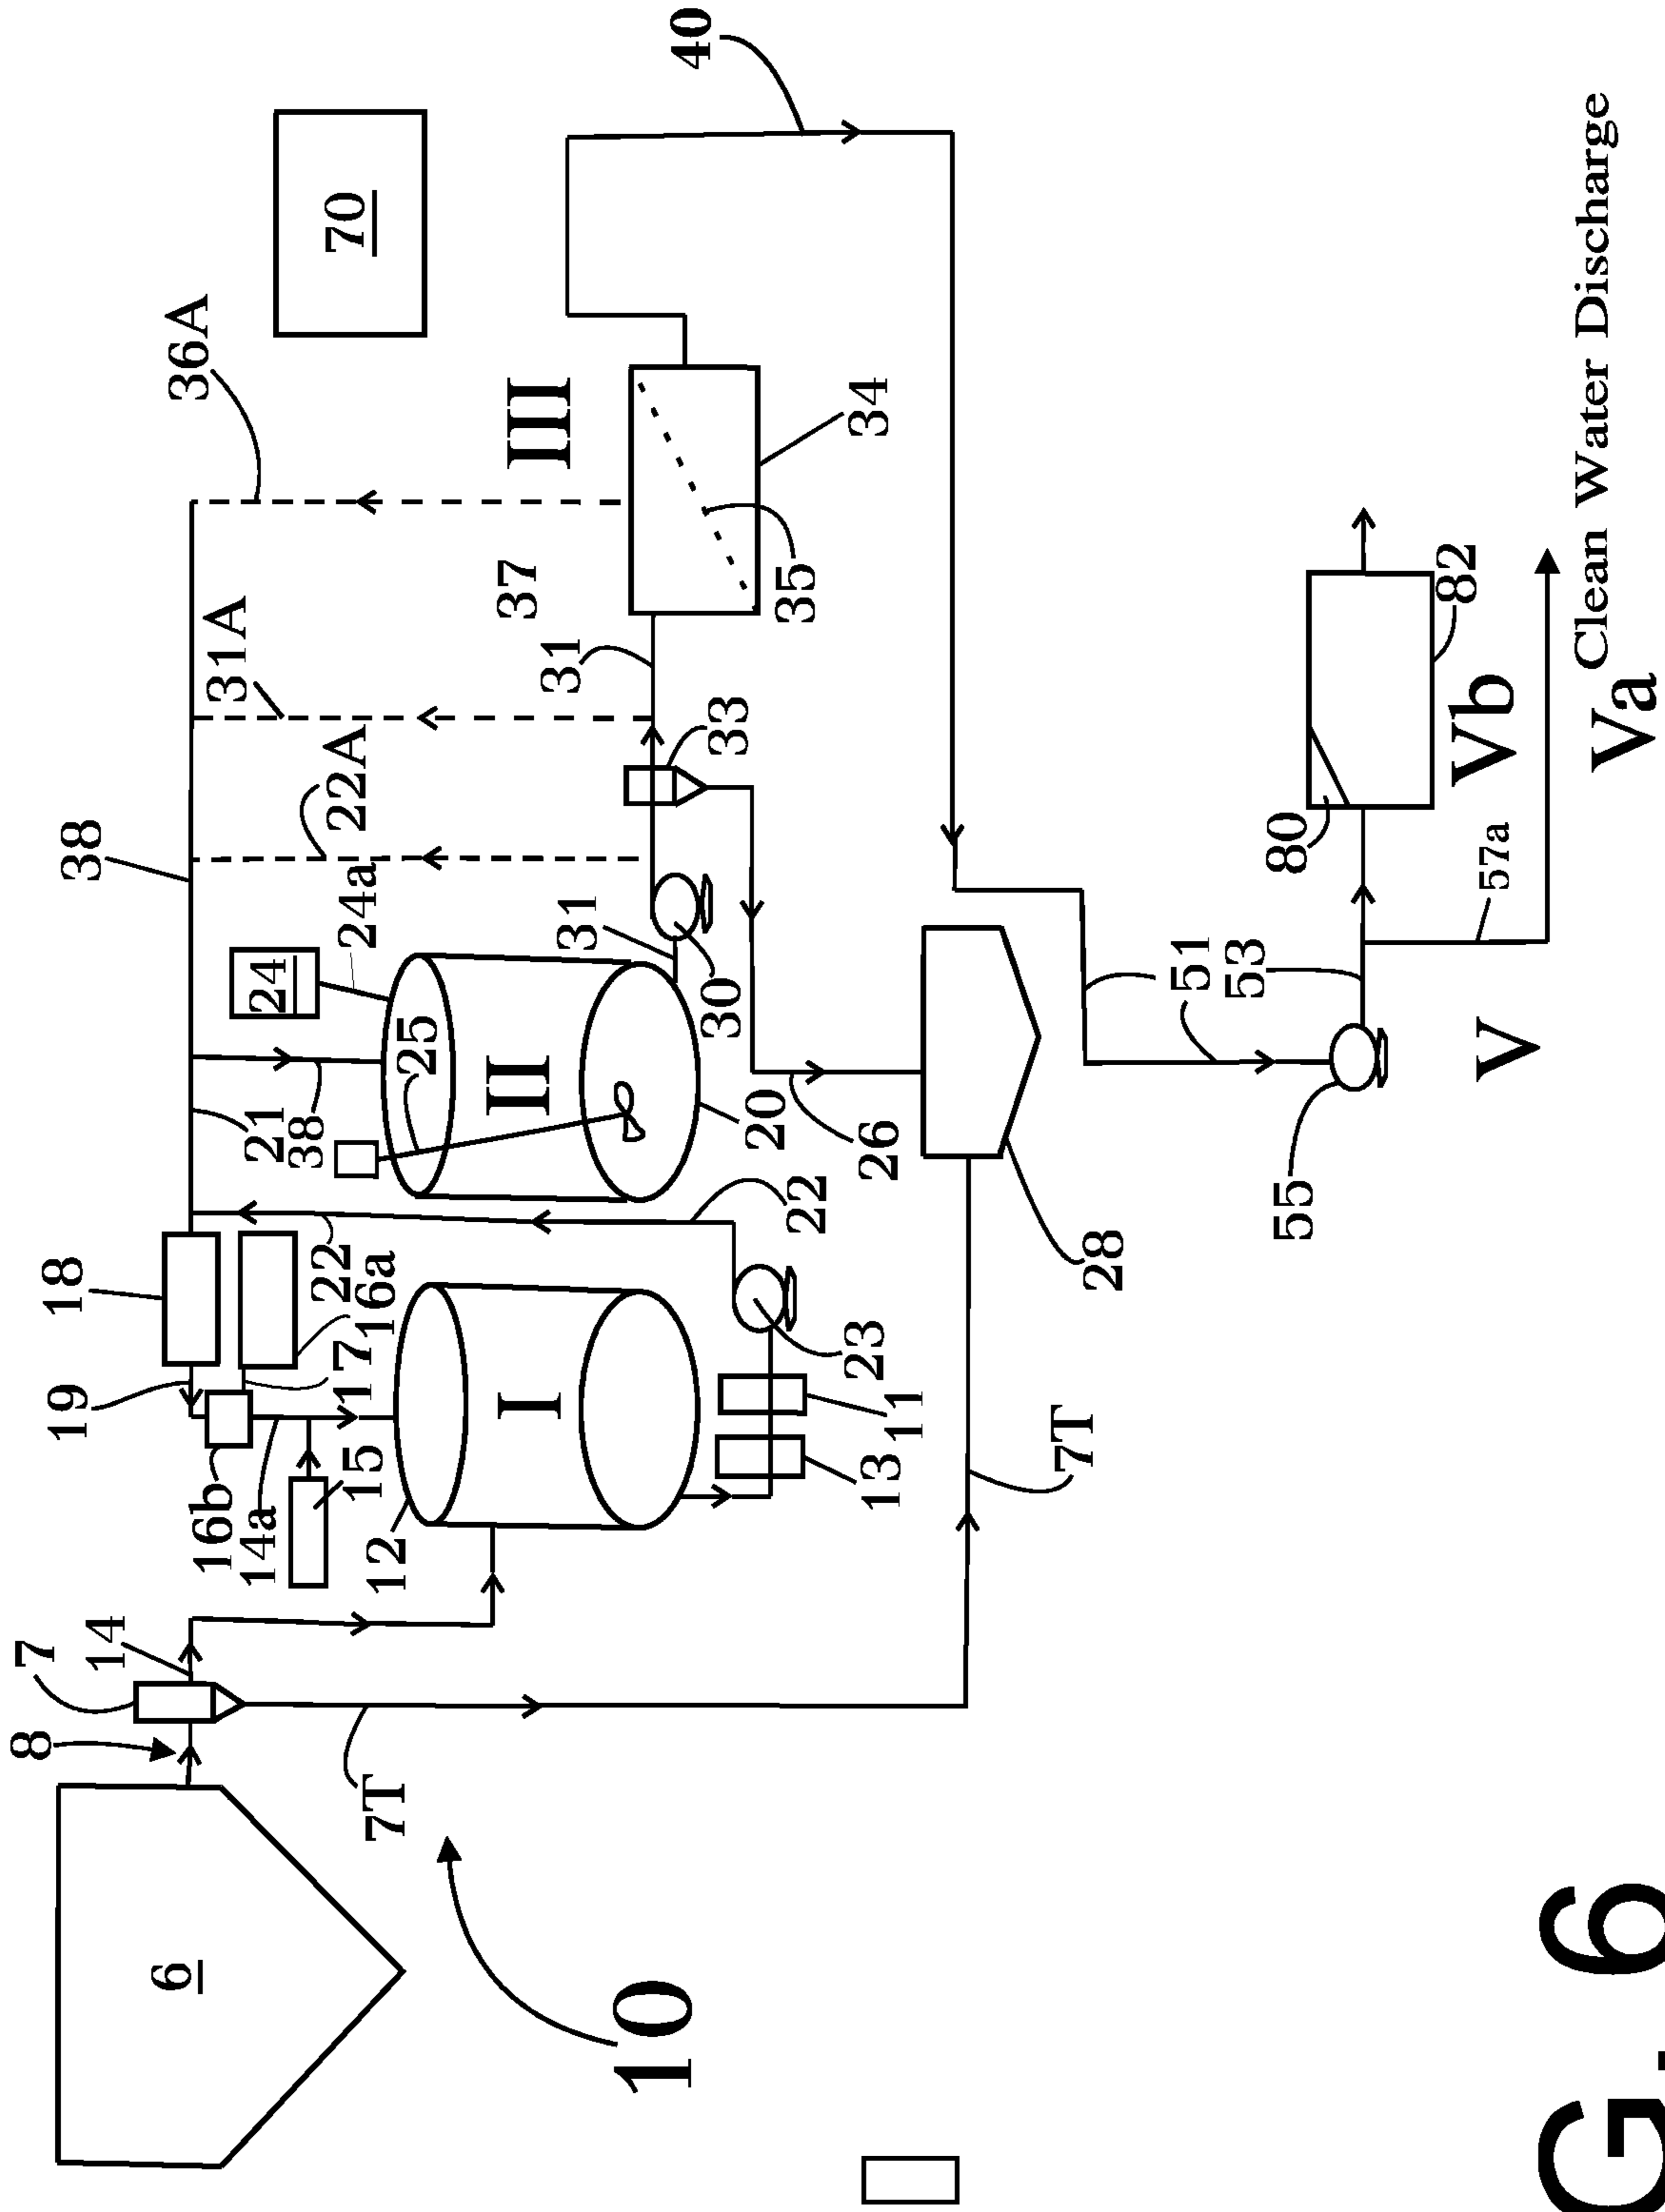 8
7
18
19
38
14
6
36A
16b
31A
14a
21
24
38
22
22A
70
17
24a
15
16a
7T
12
25
II
37
I
III
31
31
10
40
30
33
20
35
22
23
34
26
13
11
7T
28
51
53
80
55
82
Vb
57a
V
Clean Water Discharge
Va
G. 6